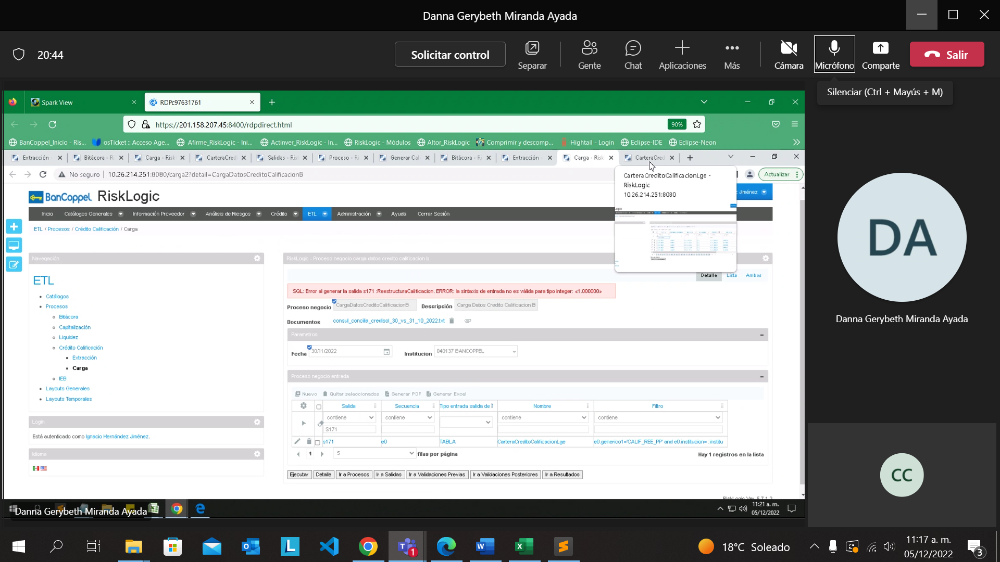 Danna Gerybeth Miranda Ayada
20:44
Solicitar control
Separar
Gente
Chat
Aplicaciones
Más
Cámara
Micrófono
Comparte
Salir
Silenciar (Ctrl + Mayús + M)
Spark View
RDPc97631761
https://201.158.207.45:8400/rdpdirect.html
90%
BanCoppel_Inicio - Ris...
osTicket :: Acceso Age...
Afirme_RiskLogic - Ini...
Actinver_RiskLogic - In...
RiskLogic - Módulos
Altor_RiskLogic
Comprimir y descomp...
Hightail - Login
Eclipse-IDE
Eclipse-Neon
Extracción -
Bitácora - R
Carga - Risk
CarteraCred
Salidas - Ris
Proceso - Ri
Generar Cal
Bitácora - R
Extracción -
Carga - Risk
CarteraCred
No seguro
10.26.214.251:8080/carga2?detail=CargaDatosCreditoCalificacionB
Actualizar
CarteraCreditoCalificacionLge -
RiskLogic
10.26.214.251:8080
BanCoppel RiskLogic
Jiménez
Inicio
Catálogos Generales
Información Proveedor
Análisis de Riesgos
Crédito
ETL
Administración
Ayuda
Cerrar Sesión
ETL / Procesos / Crédito Calificación / Carga
Navegación
ETL
Catálogos
Procesos
Bitácora
Capitalización
Liquidez
Crédito Calificación
Extracción
Carga
IEB
Layouts Generales
Layouts Temporales
Login
Está autenticado como Ignacio Hernández Jiménez.
Idioma
RiskLogic - Proceso negocio carga datos credito calificacion b
Detalle
Lista
Ambos
SQL: Error al generar la salida s171 :ReestructuraCalificacion. ERROR: la sintaxis de entrada no es válida para tipo integer: «1.000000»
Proceso negocio
CargaDatosCreditoCalificacionB
Descripción
Carga Datos Credito Calificacion B
Documentos
consul_concilia_credisol_30_vs_31_10_2022.txt
Parametros
Fecha
30/11/2022
Institucion
040137 BANCOPPEL
Proceso negocio entrada
Nuevo
Quitar seleccionados
Generar PDF
Generar Excel
Salida
Secuencia
Tipo entrada salida de
Nombre
Filtro
contiene
contiene
contiene
contiene
S171
s171
e0
TABLA
CarteraCreditoCalificacionLge
e0.generico1='CALIF_REE_PP' and e0.institucion= :institu
1
5
filas por página
Hay 1 registros en la lista
Ejecutar
Detalle
Ir a Procesos
Ir a Salidas
Ir a Validaciones Previas
Ir a Validaciones Posteriores
Ir a Resultados
RiskLogic Ver. 5.7.1.2
Danna Gerybeth Miranda Ayada
11:21 a. m.
05/12/2022
DA
Danna Gerybeth Miranda Ayada
CC
18°C Soleado
11:17 a. m.
05/12/2022
3